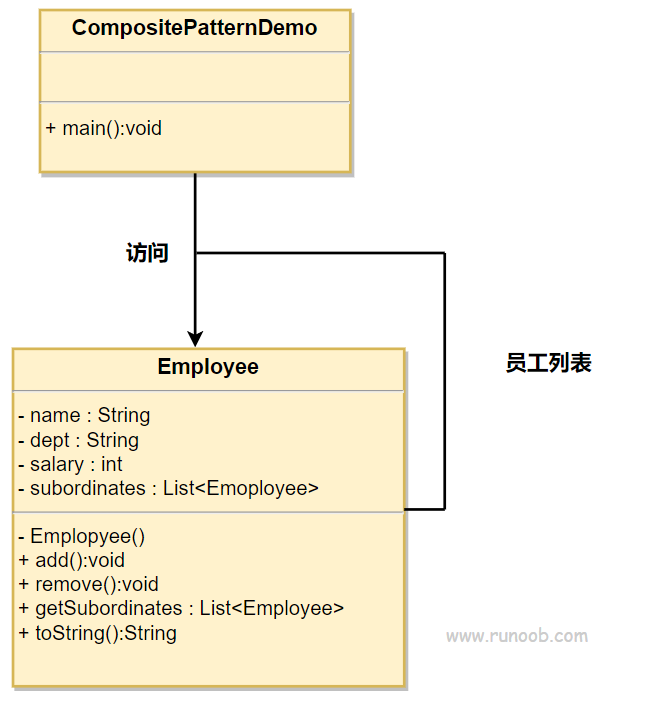 CompositePatternDemo
+ main():void
访问
员工列表
Employee
- name : String
- dept : String
- salary : int
- subordinates : List<Emoployee>
- Emplopyee()
+ add():void
+ remove():void
+ getSubordinates : List<Employee>
+ toString():String
www.runoob.com